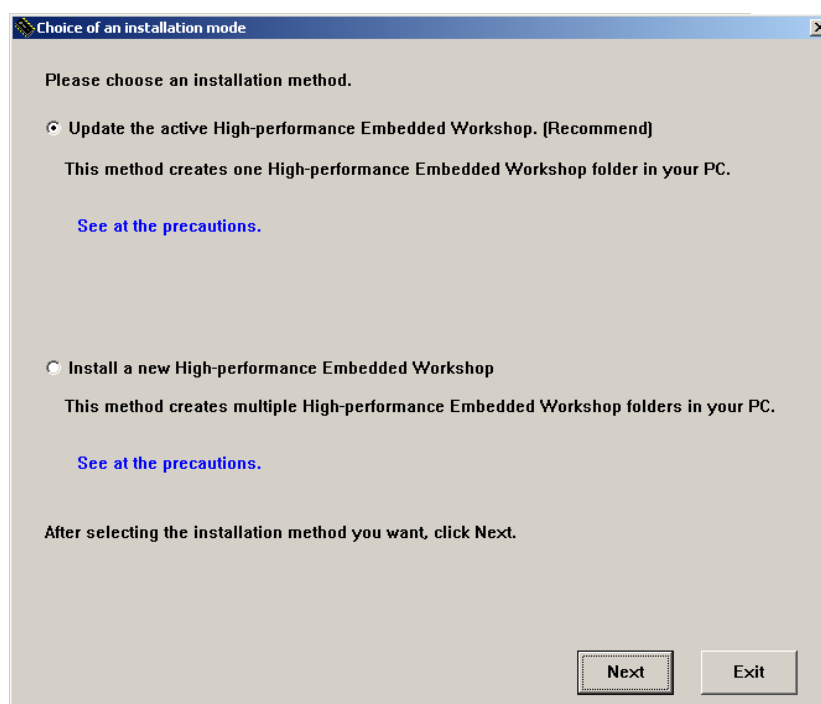 Choice of an installation mode
Please choose an installation method.
Update the active High-performance Embedded Workshop. (Recommend)
This method creates one High-performance Embedded Workshop folder in your PC.
See at the precautions.
Install a new High-performance Embedded Workshop
This method creates multiple High-performance Embedded Workshop folders in your PC.
See at the precautions.
After selecting the installation method you want, click Next.
Next
Exit